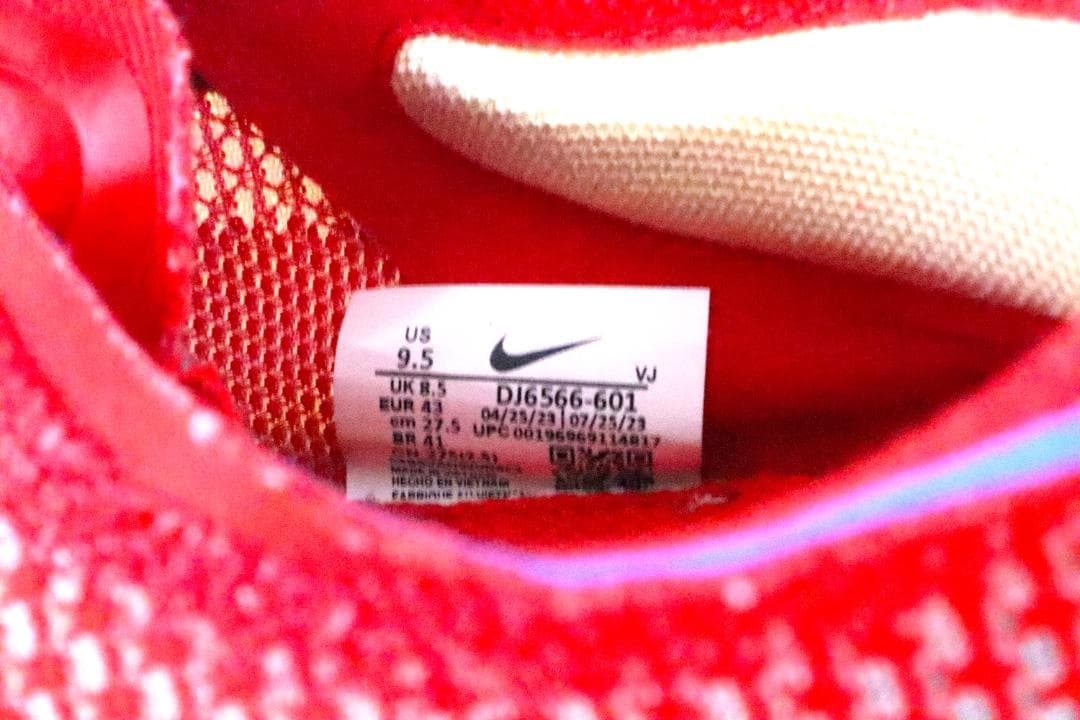 US
9.5
VJ
UK 8.5
DJ6566-601
EUR 43
04/25/23 | 07/25/23
cm 27.5
UPC 00196969114817
BR 41
HECHO EN VIETNAM
FABRIQUE